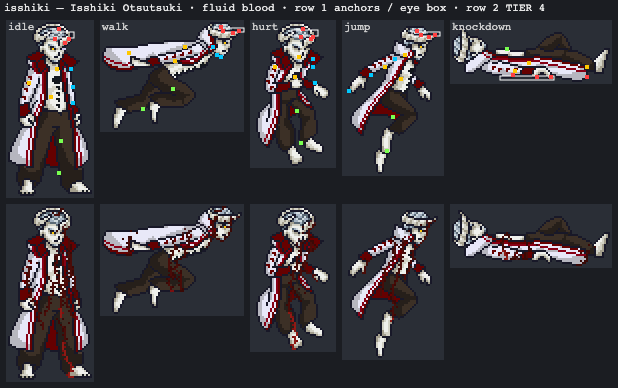 isshiki — Isshiki Otsutsuki · fluid blood · row 1 anchors / eye box · row 2 TIER 4
idle
walk
hurt
jump
knockdown